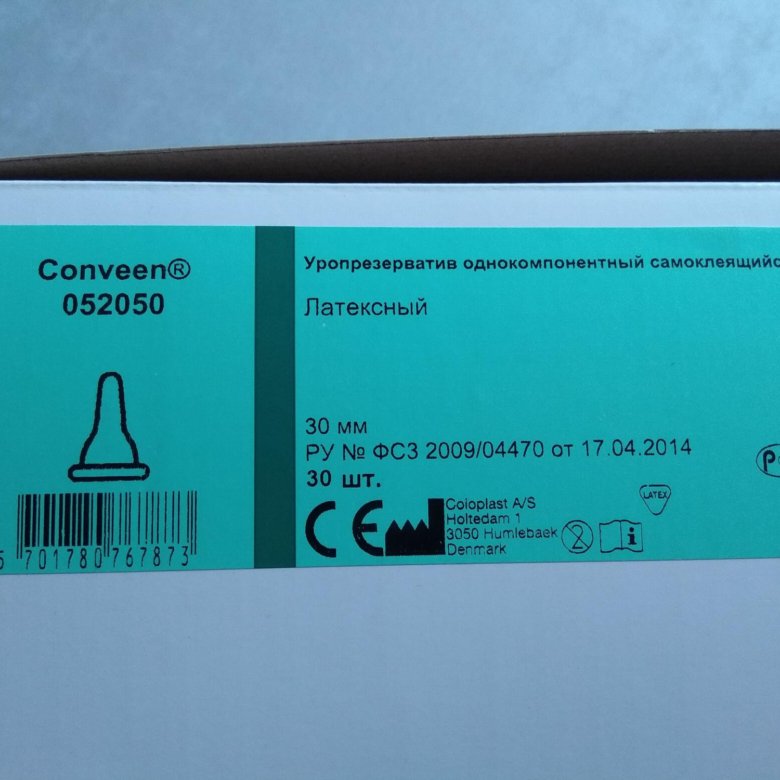 Conveen®
052050
5 701780 767873
Уропрезерватив однокомпонентный
Латексный
30 мм
РУ № ФСЗ 2009/04470 от 17.04.2014
30 шт.
CE
Coloplast A/S
Holtedam 1
3050 Humlebaek
Denmark
LATEX
2
i